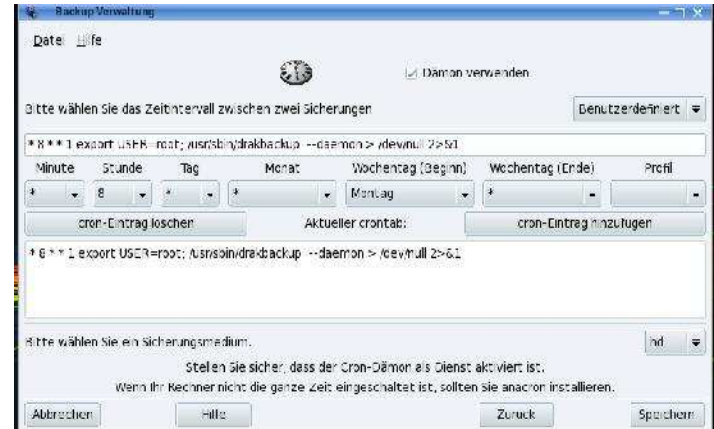 Backup Verwaltung
Datei Hilfe
Dämon verwenden
Bitte wählen Sie das Zeitintervall zwischen zwei Sicherungen Benutzerdefiniert
* 8 * * 1 export USER=root; /usr/sbin/drakbackup --daemon > /dev/null 2>&1
Minute Stunde Tag Monat Wochentag (Beginn) Wochentag (Ende) Profil
* 8 * * Montag *
cron-Eintrag löschen Aktueller crontab: cron-Eintrag hinzufügen
* 8 * * 1 export USER=root; /usr/sbin/drakbackup --daemon > /dev/null 2>&1
Bitte wählen Sie ein Sicherungsmedium. hd
Stellen Sie sicher, dass der Cron-Dämon als Dienst aktiviert ist.
Wenn Ihr Rechner nicht die ganze Zeit eingeschaltet ist, sollten Sie anacron installieren.
Abbrechen Hilfe Zurück Speichern